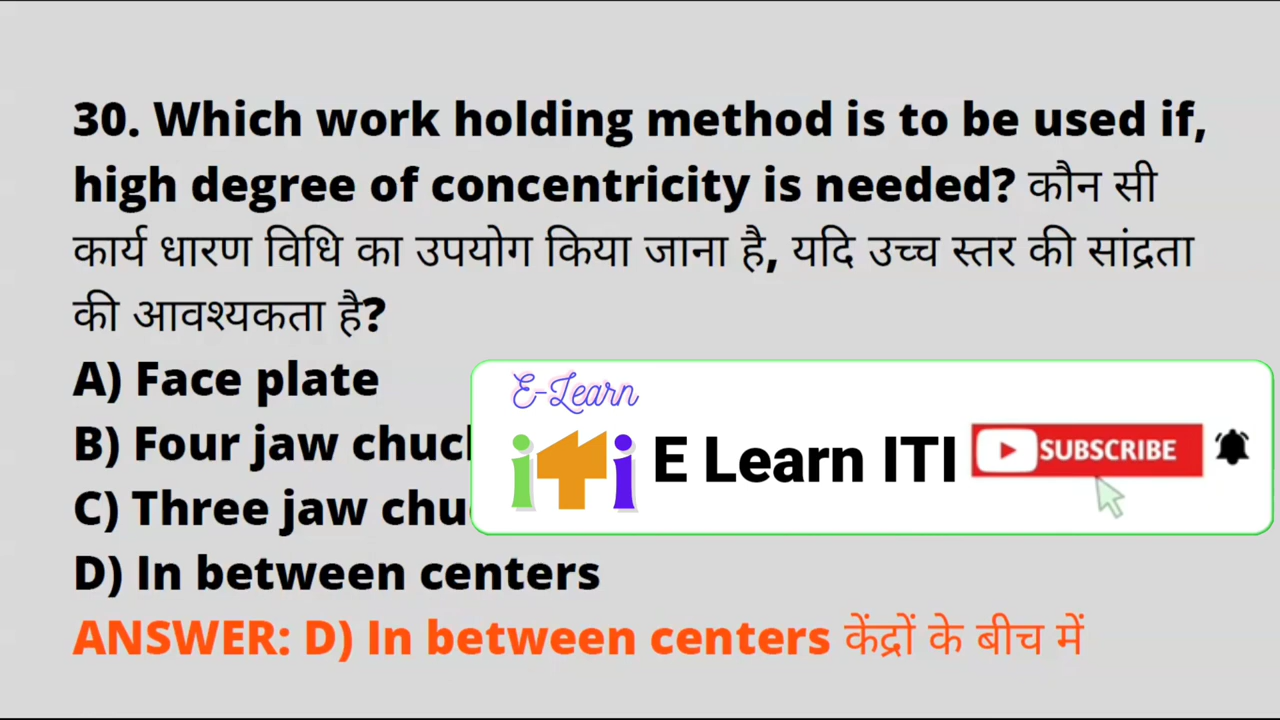 30. Which work holding method is to be used if,
high degree of concentricity is needed? कौन सी
कार्य धारण विधि का उपयोग किया जाना है, यदि उच्च स्तर की सांद्रता
की आवश्यकता है?
A) Face plate
B) Four jaw
C) Three jaw
D) In between centers
ANSWER: D) In between centers केंद्रों के बीच में
E-Learn
iTi E Learn ITI SUBSCRIBE